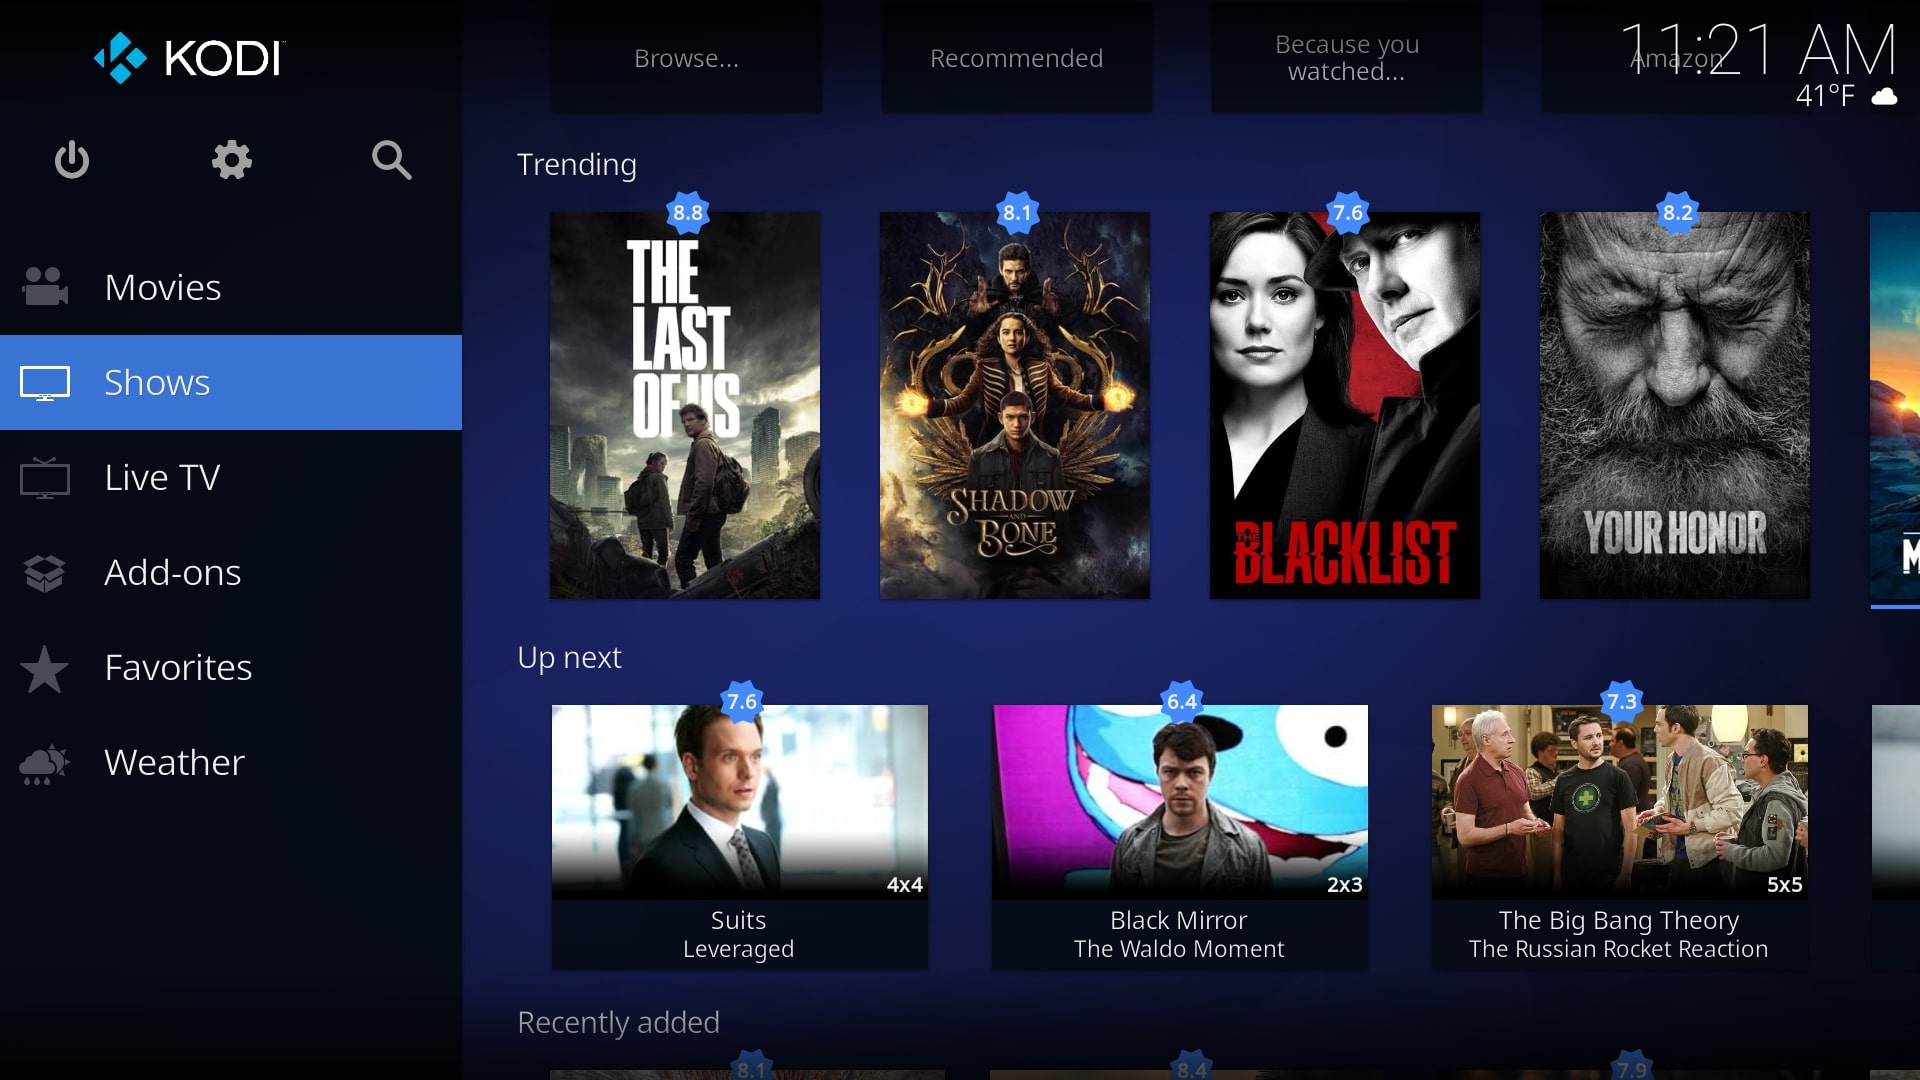 KODI
Browse...
Recommended
Because you
watched...
Amazon
11:21 AM
41°F
Movies
Shows
Live TV
Add-ons
Favorites
Weather
Trending
8.8
8.1
7.6
8.2
THE
LAST
OF US
SHADOW
AND
BONE
THE
BLACKLIST
YOUR HONOR
M
Up next
7.6
6.4
7.3
4x4
2x3
5x5
Suits
Leveraged
Black Mirror
The Waldo Moment
The Big Bang Theory
The Russian Rocket Reaction
Recently added
8.1
8.4
7.9